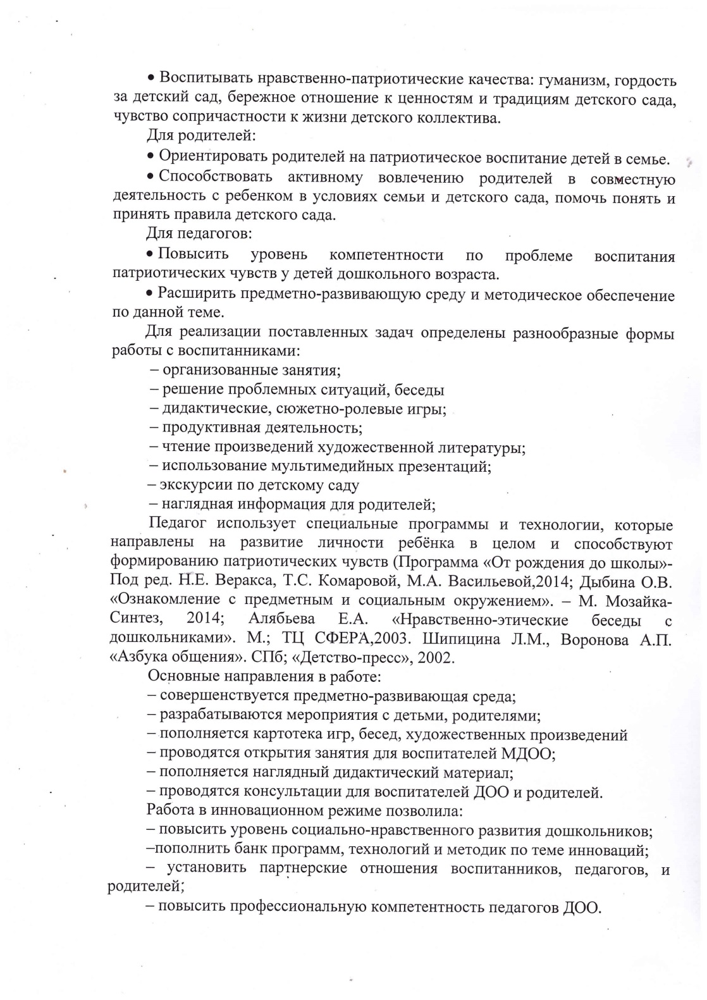 • Воспитывать нравственно-патриотические качества: гуманизм, гордость
за детский сад, бережное отношение к ценностям и традициям детского сада,
чувство сопричастности к жизни детского коллектива.
Для родителей:
• Ориентировать родителей на патриотическое воспитание детей в семье.
• Способствовать активному вовлечению родителей в совместную
деятельность с ребенком в условиях семьи и детского сада, помочь понять и
принять правила детского сада.
Для педагогов:
• Повысить уровень компетентности по проблеме воспитания
патриотических чувств у детей дошкольного возраста.
• Расширить предметно-развивающую среду и методическое обеспечение
по данной теме.
Для реализации поставленных задач определены разнообразные формы
работы с воспитанниками:
– организованные занятия;
– решение проблемных ситуаций, беседы
– дидактические, сюжетно-ролевые игры;
– продуктивная деятельность;
– чтение произведений художественной литературы;
– использование мультимедийных презентаций;
– экскурсии по детскому саду
– наглядная информация для родителей;
Педагог использует специальные программы и технологии, которые
направлены на развитие личности ребёнка в целом и способствуют
формированию патриотических чувств (Программа «От рождения до школы»-
Под ред. Н.Е. Веракса, Т.С. Комаровой, М.А. Васильевой,2014; Дыбина О.В.
«Ознакомление с предметным и социальным окружением». – М. Мозайка-
Синтез, 2014; Алябьева Е.А. «Нравственно-этические беседы с
дошкольниками». М.; ТЦ СФЕРА,2003. Шипицина Л.М., Воронова А.П.
«Азбука общения». СПб; «Детство-пресс», 2002.
Основные направления в работе:
– совершенствуется предметно-развивающая среда;
– разрабатываются мероприятия с детьми, родителями;
– пополняется картотека игр, бесед, художественных произведений
– проводятся открытия занятия для воспитателей МДОО;
– пополняется наглядный дидактический материал;
– проводятся консультации для воспитателей ДОО и родителей.
Работа в инновационном режиме позволила:
– повысить уровень социально-нравственного развития дошкольников;
–пополнить банк программ, технологий и методик по теме инноваций;
– установить партнерские отношения воспитанников, педагогов, и
родителей;
– повысить профессиональную компетентность педагогов ДОО.